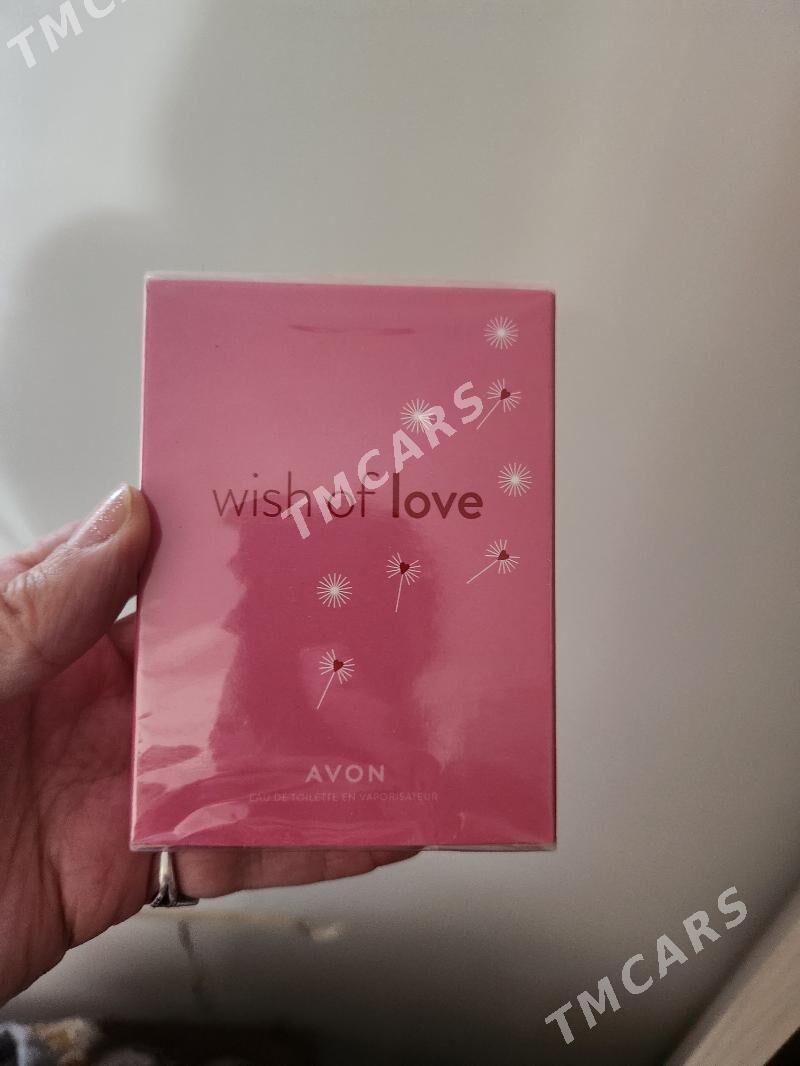 TMCARS
wish of love
TMCARS
AVON
EAU DE TOILETTE EN VAPORISATEUR
TMCARS